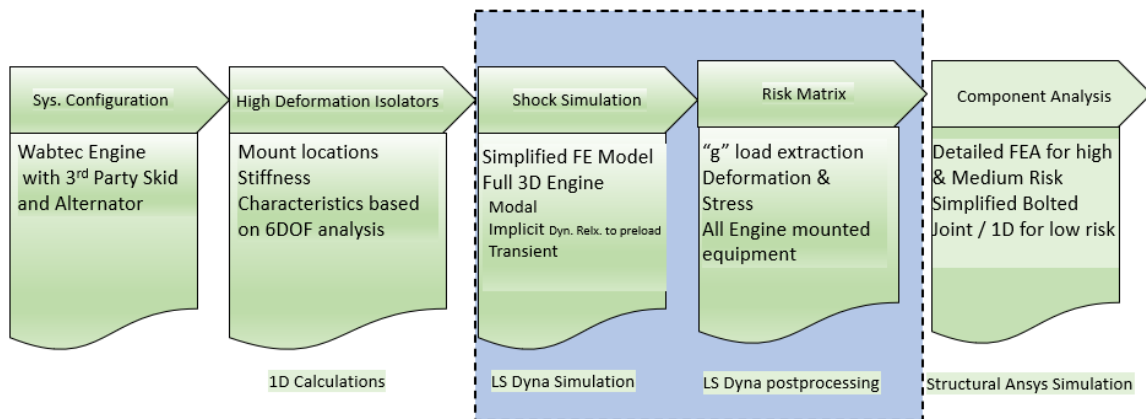 Sys. Configuration
High Deformation Isolators
Shock Simulation
Risk Matrix
Component Analysis
Wabtec Engine
with 3rd Party Skid
and Alternator
Mount locations
Stiffness
Characteristics based
on 6DOF analysis
Simplified FE Model
Full 3D Engine
Modal
Implicit Dyn. Relx. to preload
Transient
“g” load extraction
Deformation &
Stress
All Engine mounted
equipment
Detailed FEA for high
& Medium Risk
Simplified Bolted
Joint / 1D for low risk
1D Calculations
LS Dyna Simulation
LS Dyna postprocessing
Structural Ansys Simulation